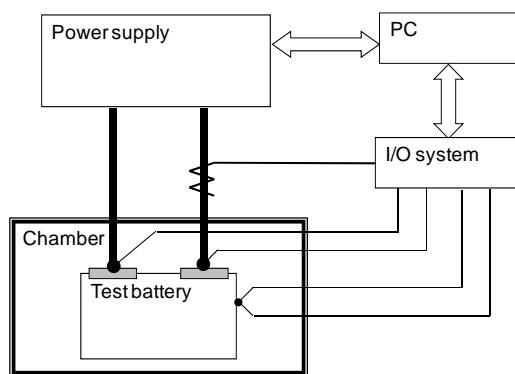 Power supply
PC
I/O system
Chamber
Test battery